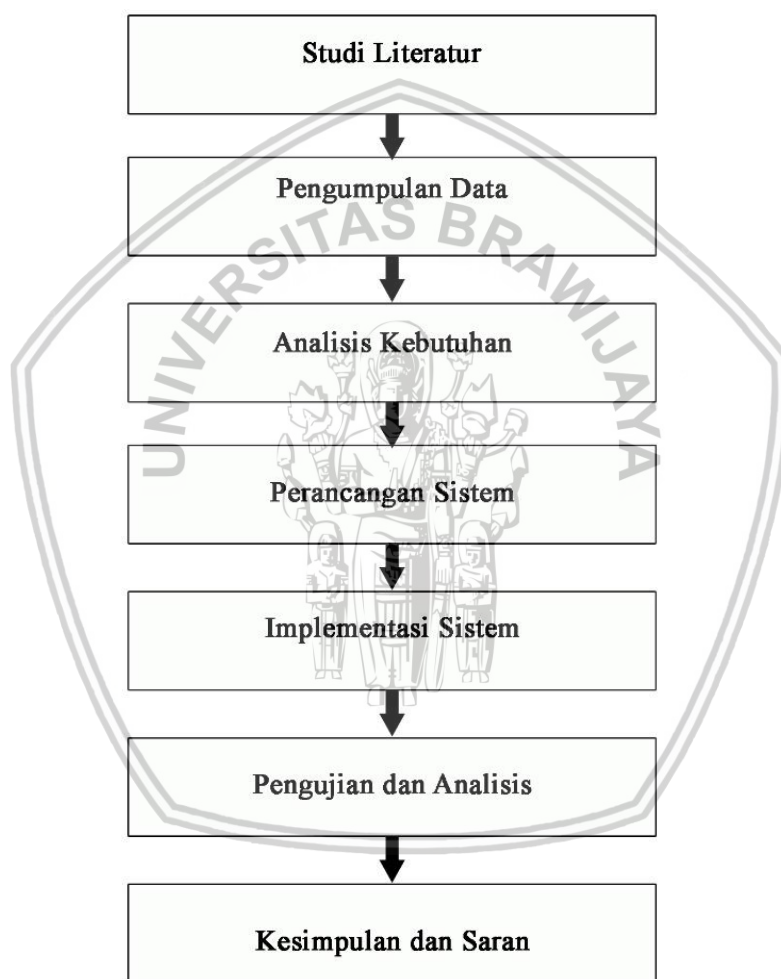 Studi Literatur
Pengumpulan Data
UNIVERSITAS BRAWIJAYA
Analisis Kebutuhan
Perancangan Sistem
Implementasi Sistem
Pengujian dan Analisis
Kesimpulan dan Saran